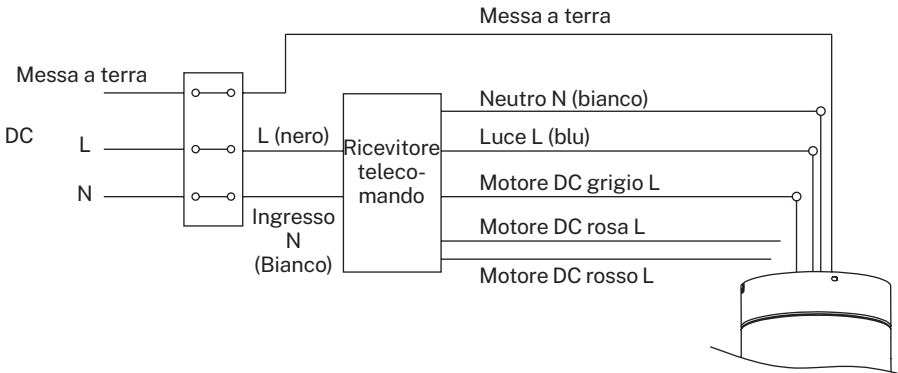 Messa a terra
Messa a terra
Neutro N (bianco)
DC
L
L (nero)
Ricevitore
teleco-
mando
Luce L (blu)
N
Motore DC grigio L
Ingresso
N
(Bianco)
Motore DC rosa L
Motore DC rosso L